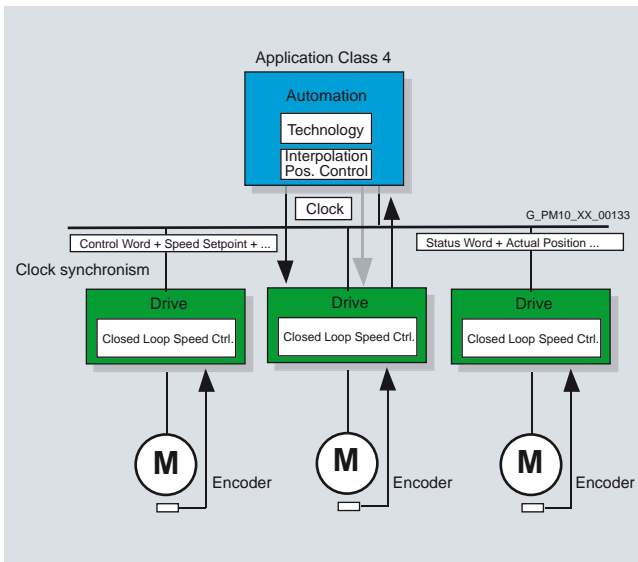 Application Class 4
Automation
Technology
Interpolation
Pos. Control
Clock
G_PM10_XX_00133
Control Word + Speed Setpoint + ...
Status Word + Actual Position ...
Clock synchronism
Drive
Closed Loop Speed Ctrl.
Drive
Closed Loop Speed Ctrl.
Drive
Closed Loop Speed Ctrl.
M
Encoder
M
Encoder
M
Encoder